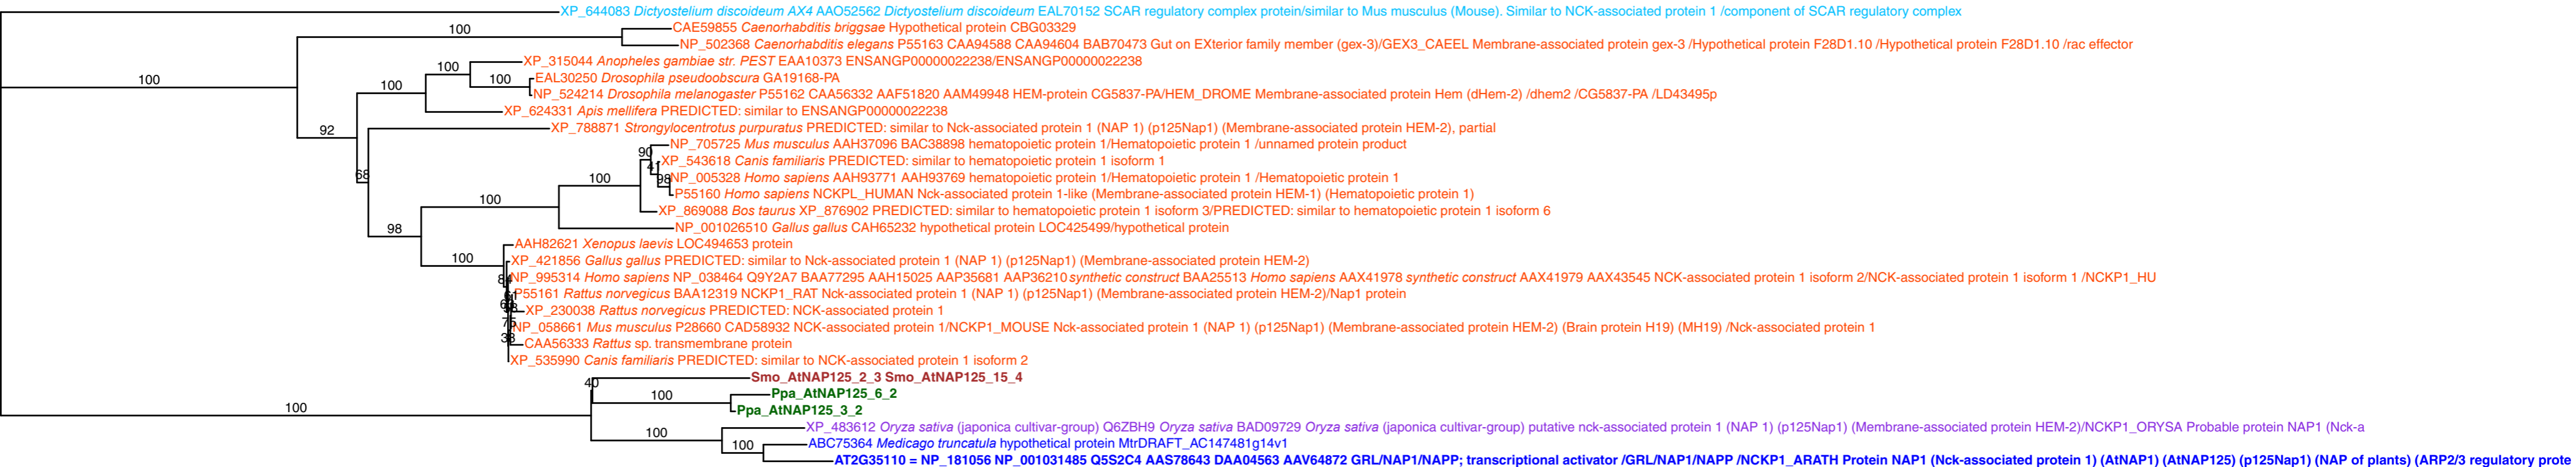 XP_644083 Dictyostelium discoideum AX4 AAO52562 Dictyostelium discoideum EAL70152 SCAR regulatory complex protein/similar to Mus musculus (Mouse). Similar to NCK-associated protein 1 /component of SCAR regulatory complex
100 CAE59855 Caenorhabditis briggsae Hypothetical protein CBG03329
NP_502368 Caenorhabditis elegans P55163 CAA94588 CAA94604 BAB70473 Gut on EXterior family member (gex-3)/GEX3_CAEEL Membrane-associated protein gex-3 /Hypothetical protein F28D1.10 /Hypothetical protein F28D1.10 /rac effector
100 XP_315044 Anopheles gambiae str. PEST EAA10373 ENSANGP00000022238/ENSANGP00000022238
100 100 100 EAL30250 Drosophila pseudoobscura GA19168-PA
NP_524214 Drosophila melanogaster P55162 CAA56332 AAF51820 AAM49948 HEM-protein CG5837-PA/HEM_DROME Membrane-associated protein Hem (dHem-2) /dhem2 /CG5837-PA /LD43495p
XP_624331 Apis mellifera PREDICTED: similar to ENSANGP00000022238
92 XP_788871 Strongylocentrotus purpuratus PREDICTED: similar to Nck-associated protein 1 (NAP 1) (p125Nap1) (Membrane-associated protein HEM-2), partial
NP_705725 Mus musculus AAH37096 BAC38898 hematopoietic protein 1/Hematopoietic protein 1 /unnamed protein product
90 XP_543618 Canis familiaris PREDICTED: similar to hematopoietic protein 1 isoform 1
68 100 41 98 NP_005328 Homo sapiens AAH93771 AAH93769 hematopoietic protein 1/Hematopoietic protein 1 /Hematopoietic protein 1
P55160 Homo sapiens NCKPL_HUMAN Nck-associated protein 1-like (Membrane-associated protein HEM-1) (Hematopoietic protein 1)
100 XP_869088 Bos taurus XP_876902 PREDICTED: similar to hematopoietic protein 1 isoform 3/PREDICTED: similar to hematopoietic protein 1 isoform 6
98 NP_001026510 Gallus gallus CAH65232 hypothetical protein LOC425499/hypothetical protein
AAH82621 Xenopus laevis LOC494653 protein
100 XP_421856 Gallus gallus PREDICTED: similar to Nck-associated protein 1 (NAP 1) (p125Nap1) (Membrane-associated protein HEM-2)
NP_995314 Homo sapiens NP_038464 Q9Y2A7 BAA77295 AAH15025 AAP35681 AAP36210 synthetic construct BAA25513 Homo sapiens AAX41978 synthetic construct AAX41979 AAX43545 NCK-associated protein 1 isoform 2/NCK-associated protein 1 isoform 1 /NCKP1_HU
P55161 Rattus norvegicus BAA12319 NCKP1_RAT Nck-associated protein 1 (NAP 1) (p125Nap1) (Membrane-associated protein HEM-2)/Nap1 protein
XP_230038 Rattus norvegicus PREDICTED: NCK-associated protein 1
NP_058661 Mus musculus P28660 CAD58932 NCK-associated protein 1/NCKP1_MOUSE Nck-associated protein 1 (NAP 1) (p125Nap1) (Membrane-associated protein HEM-2) (Brain protein H19) (MH19) /Nck-associated protein 1
CAA56333 Rattus sp. transmembrane protein
XP_535990 Canis familiaris PREDICTED: similar to NCK-associated protein 1 isoform 2
40 Smo_AtNAP125_2_3 Smo_AtNAP125_15_4
100 Ppa_AtNAP125_6_2
100 Ppa_AtNAP125_3_2
100 XP_483612 Oryza sativa (japonica cultivar-group) Q6ZBH9 Oryza sativa BAD09729 Oryza sativa (japonica cultivar-group) putative nck-associated protein 1 (NAP 1) (p125Nap1) (Membrane-associated protein HEM-2)/NCKP1_ORYSA Probable protein NAP1 (Nck-a
100 ABC75364 Medicago truncatula hypothetical protein MtrDRAFT_AC147481g14v1
AT2G35110 = NP_181056 NP_001031485 Q5S2C4 AAS78643 DAA04563 AAV64872 GRL/NAP1/NAPP; transcriptional activator /GRL/NAP1/NAPP /NCKP1_ARATH Protein NAP1 (Nck-associated protein 1) (AtNAP1) (AtNAP125) (p125Nap1) (NAP of plants) (ARP2/3 regulatory prote